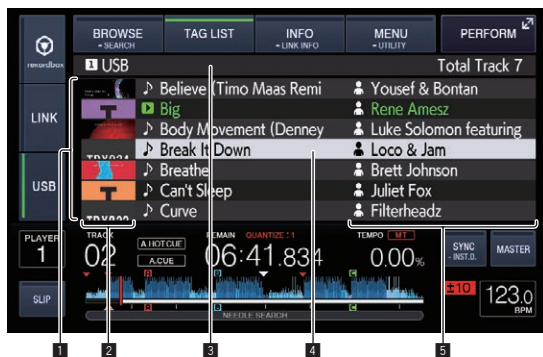 BROWSE
- SEARCH
TAG LIST
INFO
- LINK INFO
MENU
- UTILITY
PERFORM
rekordbox
1 USB
Total Track 7
Believe (Timo Maas Remi
Yousef & Bontan
Big
Rene Amesz
LINK
Body Movement (Denney
Luke Solomon featuring
Break It Down
Loco & Jam
Breathe
Brett Johnson
USB
Can't Sleep
Juliet Fox
Curve
Filterheadz
PLAYER
1
TRACK
02
A.HOT CUE
A.CUE
REMAIN
QUANTIZE : 1
06:41.834
TEMPO
MT
0.00%
SYNC
- INST.D.
MASTER
SLIP
A
B
C
A
B
C
±10
123.0
BPM
NEEDLE SEARCH
1 2 3 4 5